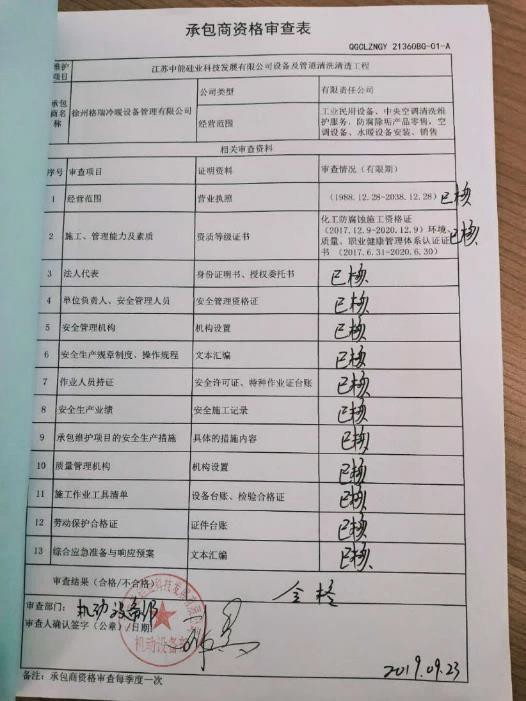 承包商资格审查表
QGCLZNGY 21360BG-01-A
维护项目 江苏中能硅业科技发展有限公司设备及管道清洗清透工程
承包商名称 徐州格瑞冷暖设备管理有限公司 公司类型 有限责任公司
经营范围 工业民用设备、中央空调清洗维护服务,防腐除垢产品零售,空调设备、水暖设备安装、销售
相关审查资料
序号 审查项目 证明资料 审查情况(有限期)
1 经营范围 营业执照 (1988.12.28-2038.12.28) 已核
2 施工、管理能力及素质 资质等级证书 化工防腐蚀施工资格证
(2017.12.9-2020.12.9)环境、
质量、职业健康管理体系认证证
书(2017.6.31-2020.6.30) 已核
3 法人代表 身份证明书、授权委托书 已核
4 单位负责人、安全管理人员 安全管理资格证 已核
5 安全管理机构 机构设置 已核
6 安全生产规章制度、操作规程 文本汇编 已核
7 作业人员持证 安全许可证、特种作业证台账 已核
8 安全生产业绩 安全施工记录 已核
9 承包维护项目的安全生产措施 具体的措施内容 已核
10 质量管理机构 机构设置 已核
11 施工作业工具清单 设备台账、检验合格证 已核
12 劳动保护合格证 证件台账 已核
13 综合应急准备与响应预案 文本汇编 已核
审查结果(合格/不合格) 合格
审查部门: 机动设备部
审查人确认签字(公章)/日期: 2019.09.23
机动设备部
备注:承包商资格审查每季度一次